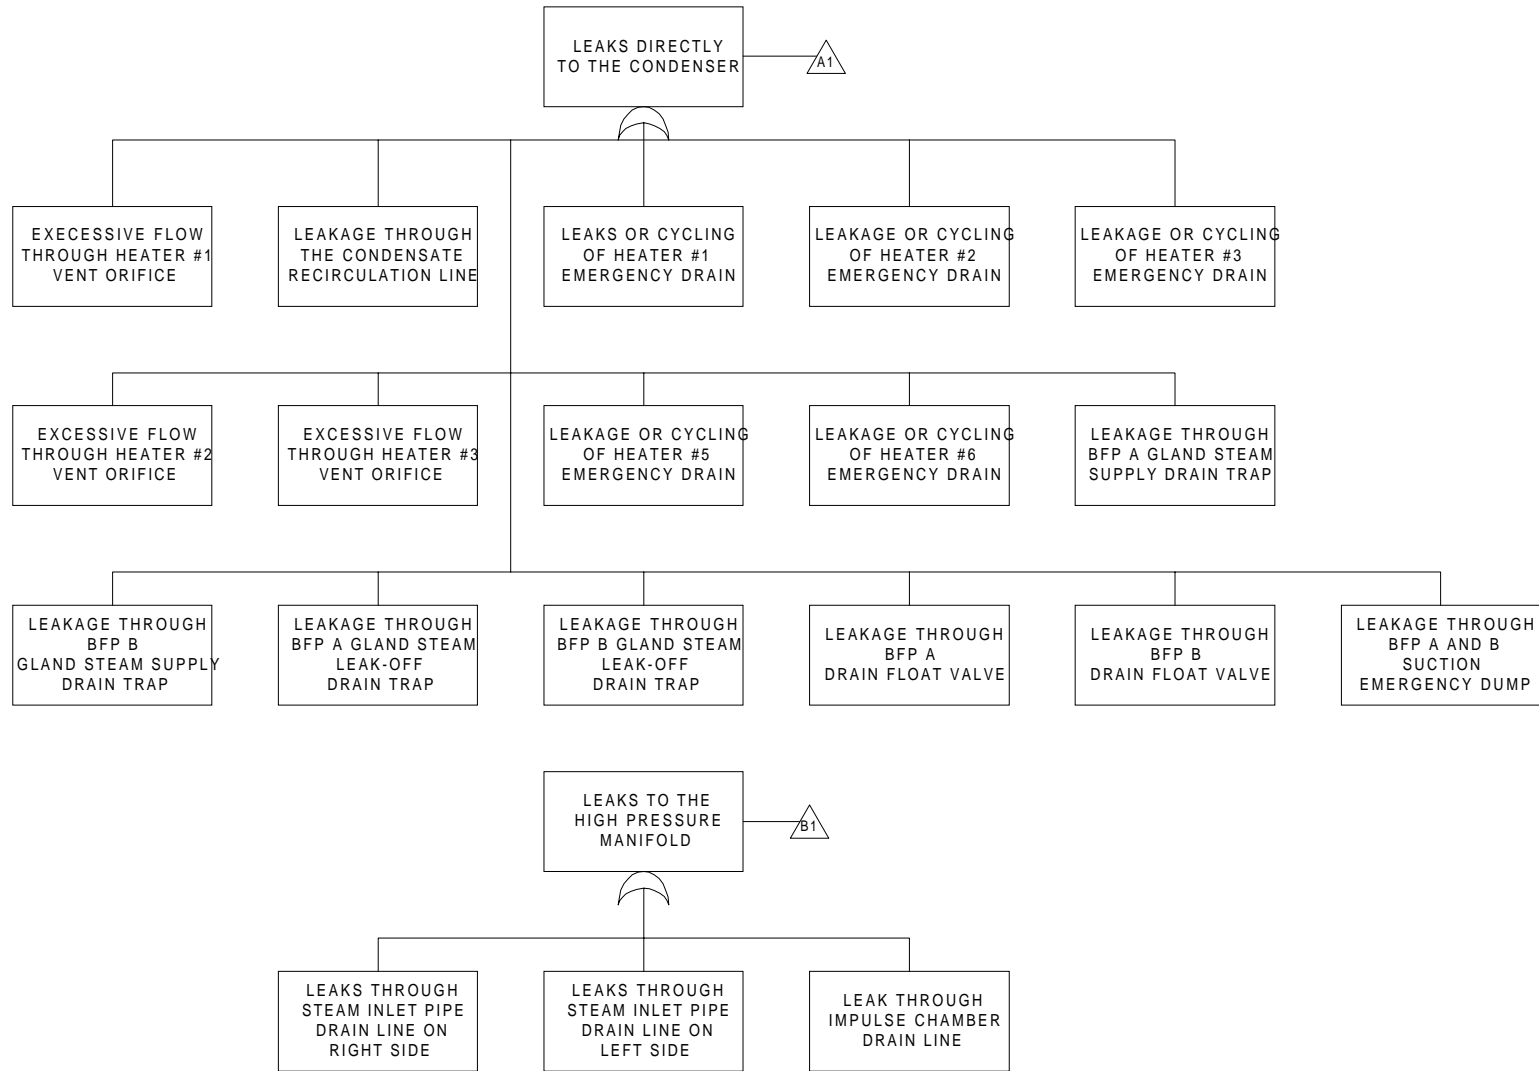 LEAKS DIRECTLY
TO THE CONDENSER
A1
EXECESSIVE FLOW
THROUGH HEATER #1
VENT ORIFICE
LEAKAGE THROUGH
THE CONDENSATE
RECIRCULATION LINE
LEAKS OR CYCLING
OF HEATER #1
EMERGENCY DRAIN
LEAKAGE OR CYCLING
OF HEATER #2
EMERGENCY DRAIN
LEAKAGE OR CYCLING
OF HEATER #3
EMERGENCY DRAIN
EXCESSIVE FLOW
THROUGH HEATER #2
VENT ORIFICE
EXCESSIVE FLOW
THROUGH HEATER #3
VENT ORIFICE
LEAKAGE OR CYCLING
OF HEATER #5
EMERGENCY DRAIN
LEAKAGE OR CYCLING
OF HEATER #6
EMERGENCY DRAIN
LEAKAGE THROUGH
BFP A GLAND STEAM
SUPPLY DRAIN TRAP
LEAKAGE THROUGH
BFP B
GLAND STEAM SUPPLY
DRAIN TRAP
LEAKAGE THROUGH
BFP A GLAND STEAM
LEAK-OFF
DRAIN TRAP
LEAKAGE THROUGH
BFP B GLAND STEAM
LEAK-OFF
DRAIN TRAP
LEAKAGE THROUGH
BFP A
DRAIN FLOAT VALVE
LEAKAGE THROUGH
BFP B
DRAIN FLOAT VALVE
LEAKAGE THROUGH
BFP A AND B
SUCTION
EMERGENCY DUMP
LEAKS TO THE
HIGH PRESSURE
MANIFOLD
B1
LEAKS THROUGH
STEAM INLET PIPE
DRAIN LINE ON
RIGHT SIDE
LEAKS THROUGH
STEAM INLET PIPE
DRAIN LINE ON
LEFT SIDE
LEAK THROUGH
IMPULSE CHAMBER
DRAIN LINE